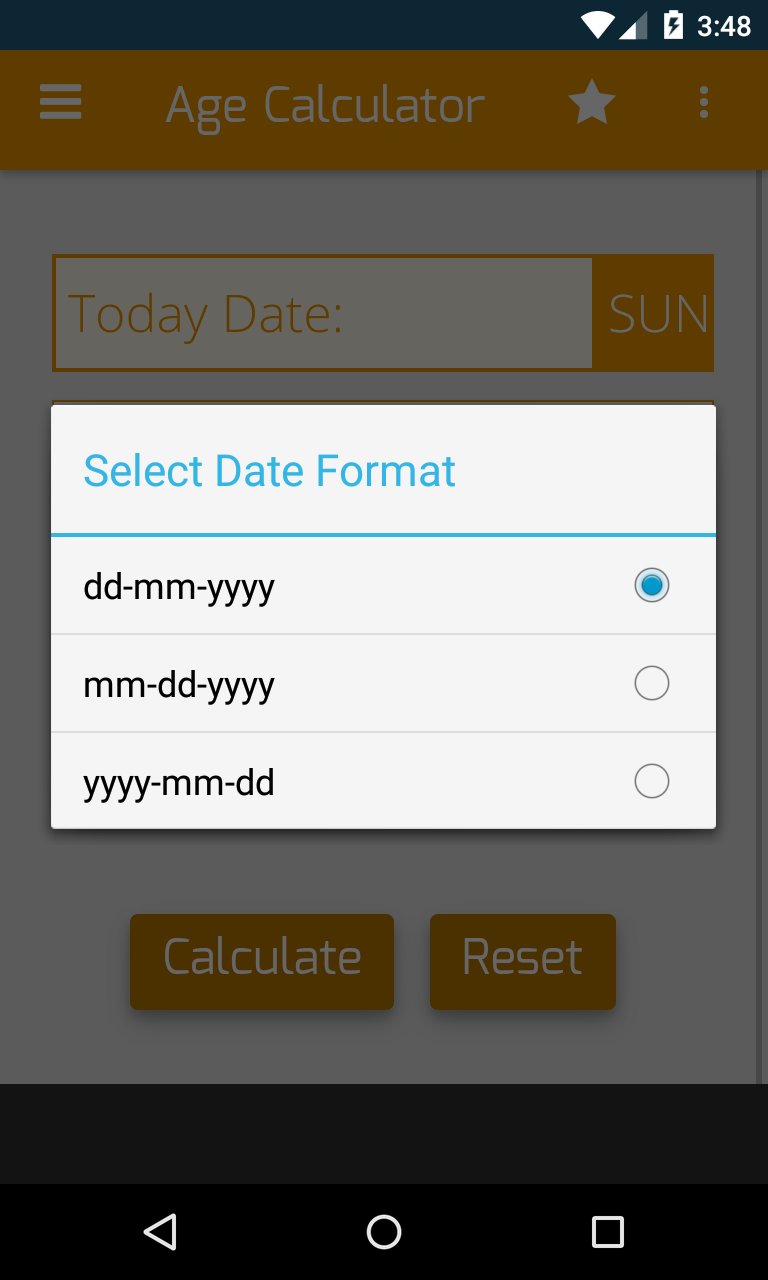 3:48
Age Calculator
Today Date:
SUN
Select Date Format
dd-mm-yyyy
mm-dd-yyyy
yyyy-mm-dd
Calculate
Reset